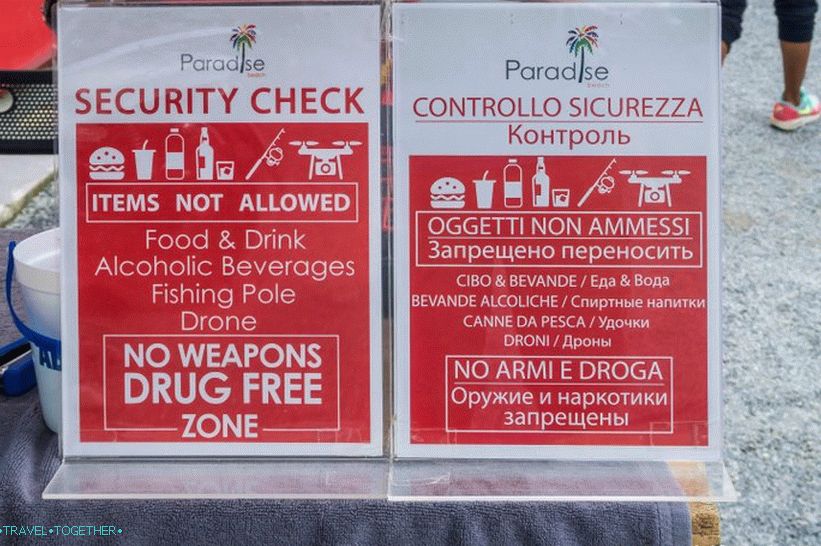 Paradise
beach
SECURITY CHECK
ITEMS NOT ALLOWED
Food & Drink
Alcoholic Beverages
Fishing Pole
Drone
NO WEAPONS
DRUG FREE
ZONE
Paradise
beach
CONTROLLO SICUREZZA
Контроль
OGGETTI NON AMMESSI
Запрещено переносить
CIBO & BEVANDE / Еда & Вода
BEVANDE ALCOLICHE / Спиртные напитки
CANNE DA PESCA / Удочки
DRONI / Дроны
NO ARMI E DROGA
Оружие и наркотики
запрещены
•TRAVEL•TOGETHER•